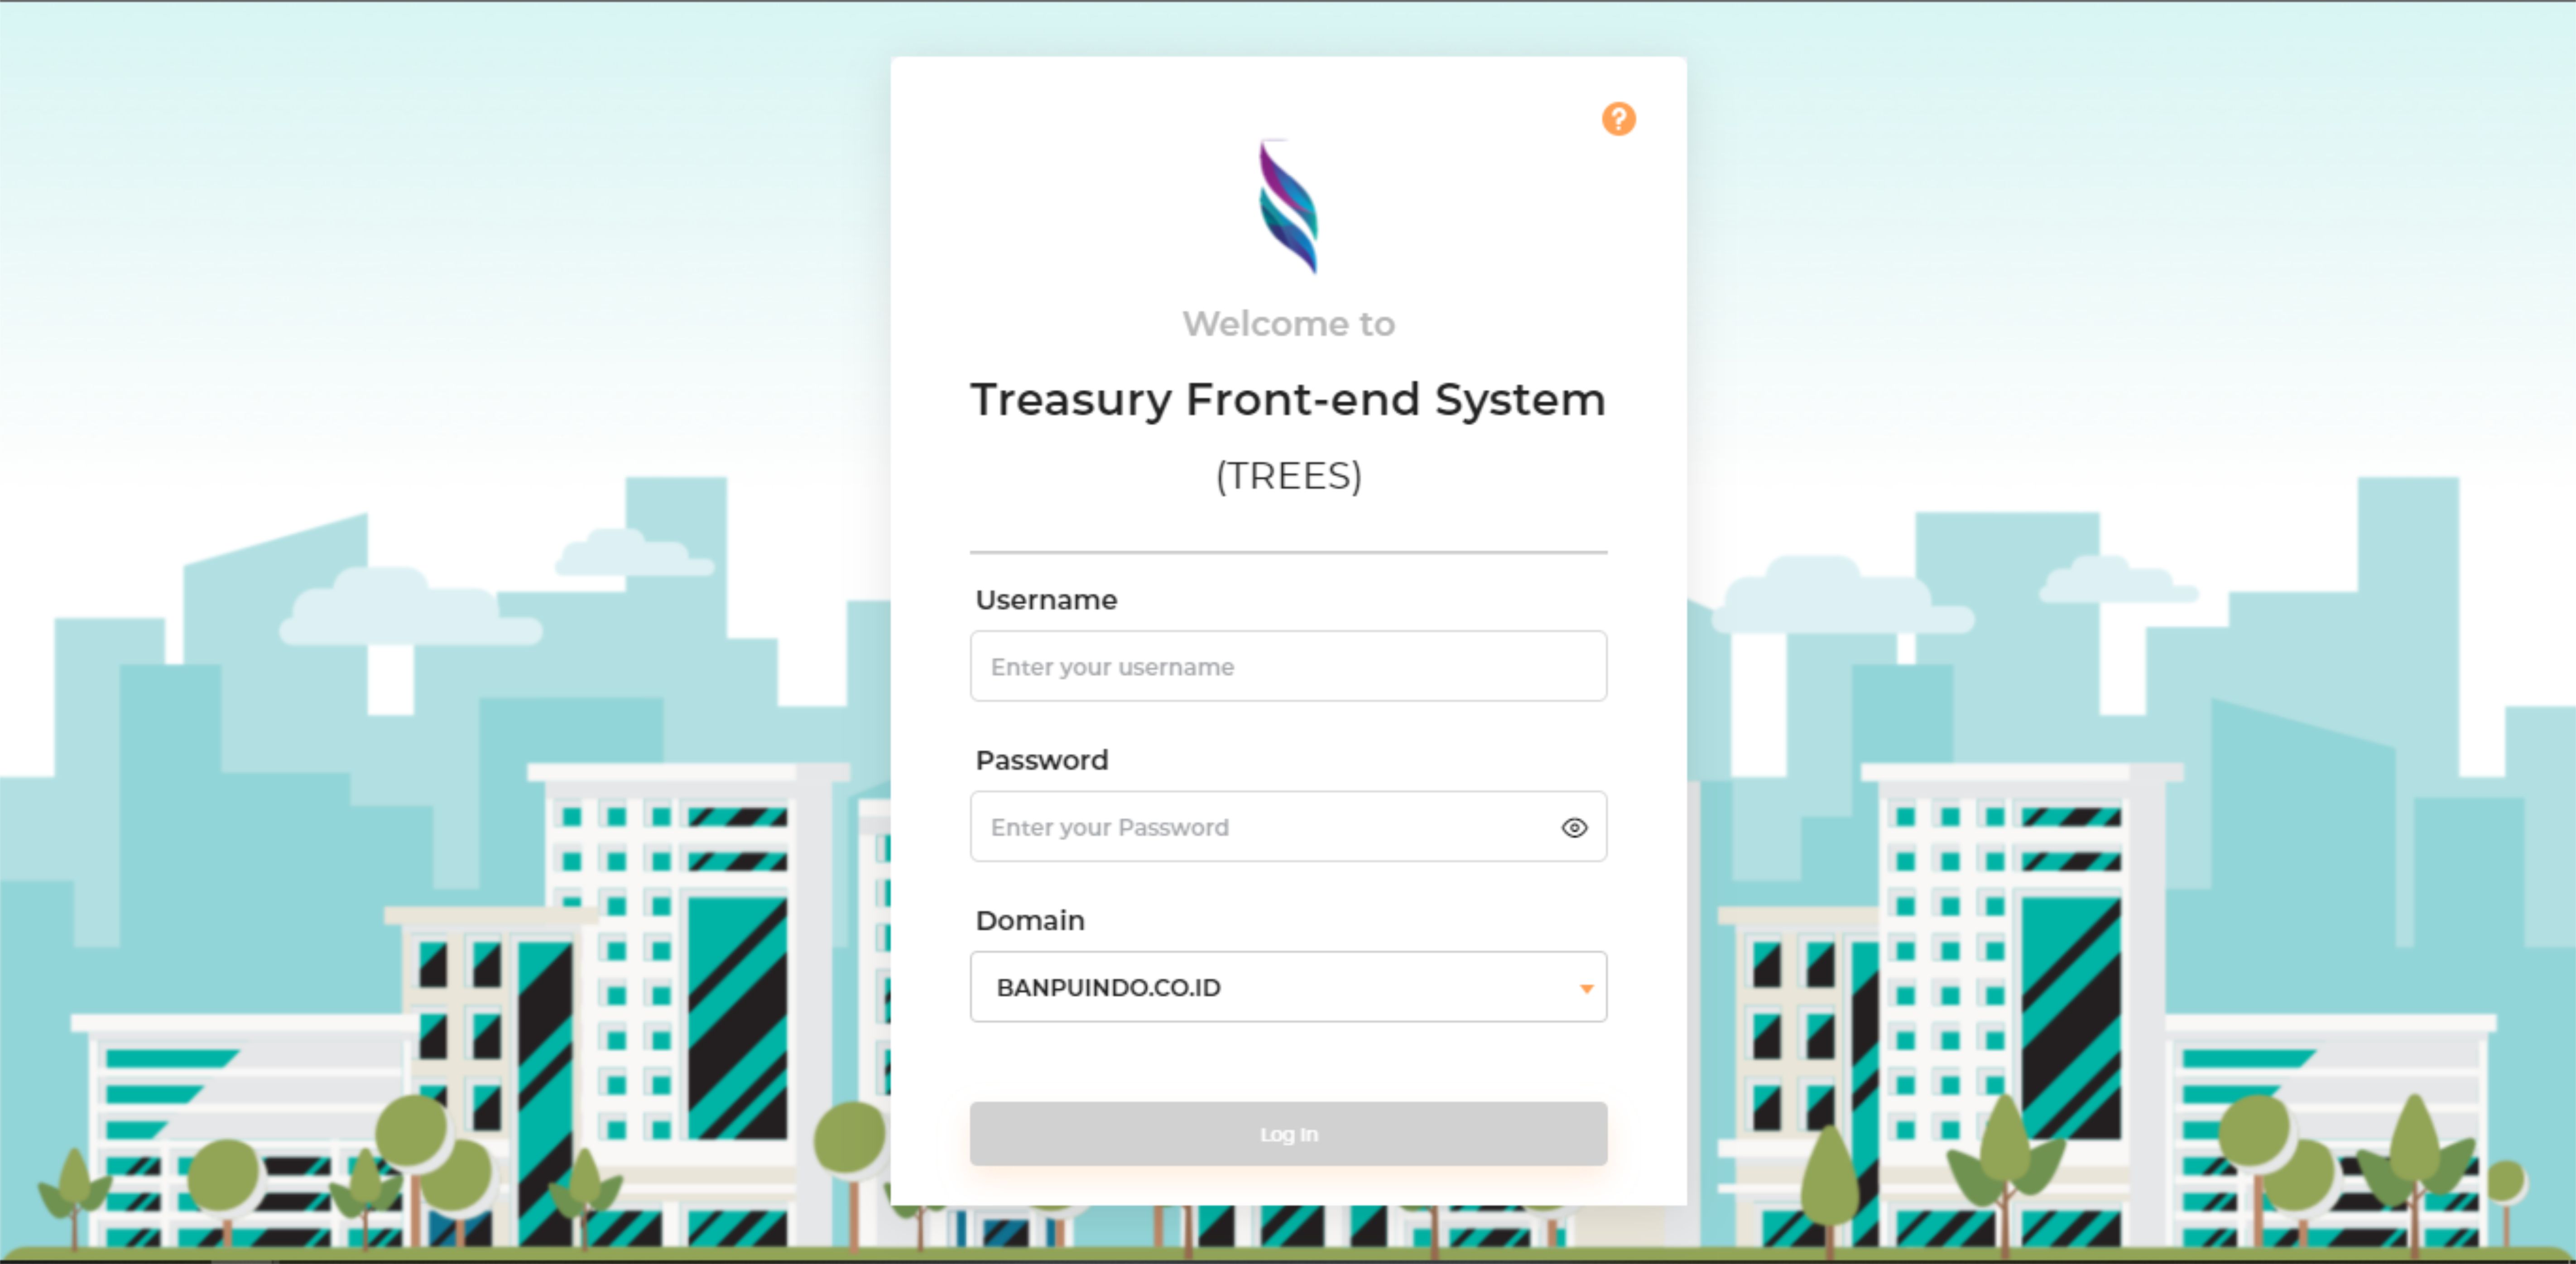 ?
Welcome to
Treasury Front-end System
(TREES)
Username
Enter your username
Password
Enter your Password
Domain
BANPUINDO.CO.ID
Log In